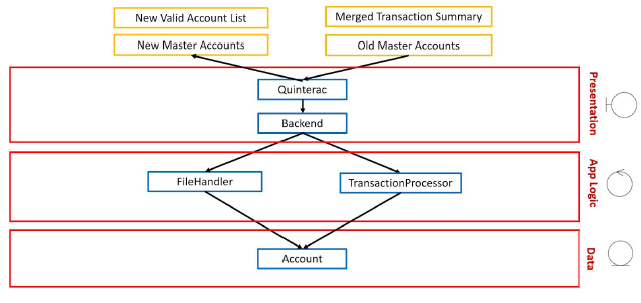 New Valid Account List
Merged Transaction Summary
New Master Accounts
Old Master Accounts
Quinterac
Backend
Presentation
FileHandler
TransactionProcessor
App Logic
Account
Data